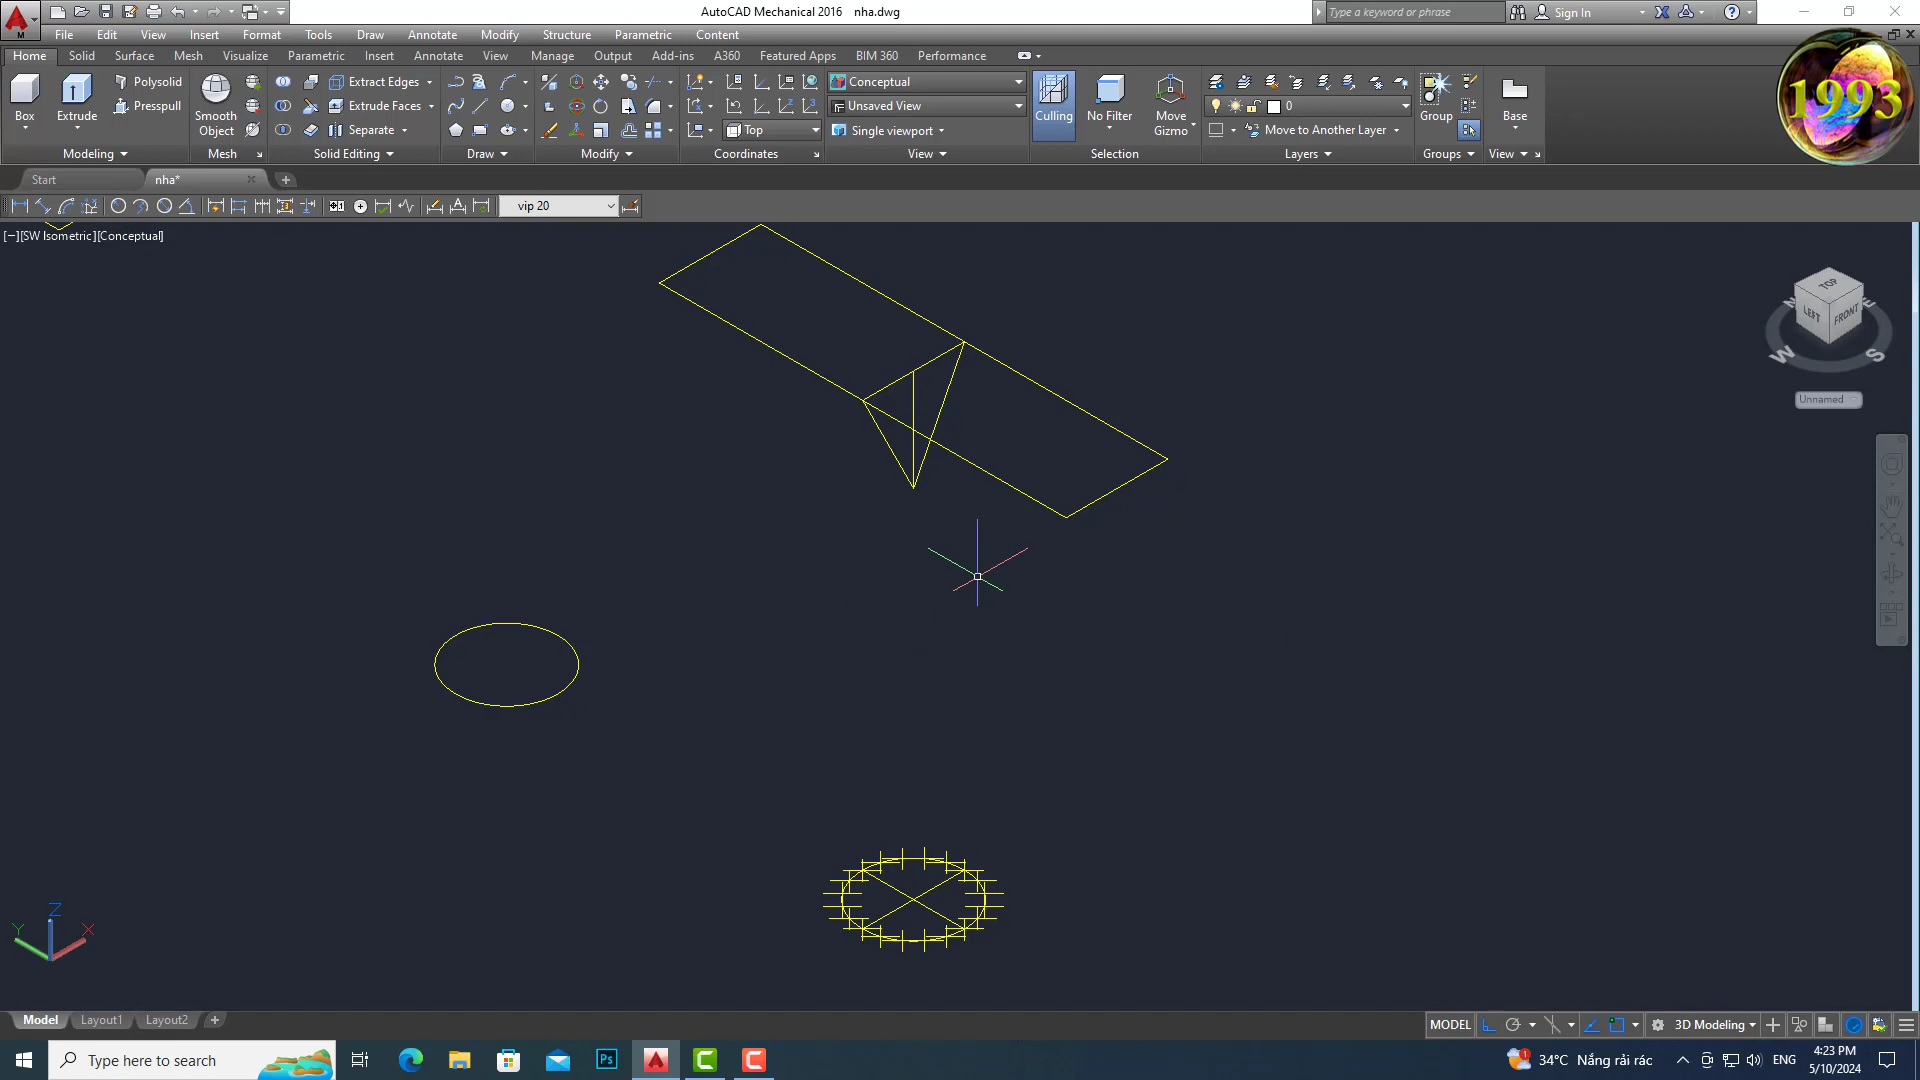 AutoCAD Mechanical 2016 nha.dwg
Type a keyword or phrase
Sign In
M
File Edit View Insert Format Tools Draw Annotate Modify Structure Parametric Content
Home Solid Surface Mesh Visualize Parametric Insert Annotate View Manage Output Add-ins A360 Featured Apps BIM 360 Performance
Box
Extrude
Polysolid
Presspull
Smooth
Object
Extract Edges
Extrude Faces
Separate
Top
Conceptual
Unsaved View
Single viewport
Culling
No Filter
Move
Gizmo
0
Move to Another Layer
Group
Base
1993
Modeling
Mesh
Solid Editing
Draw
Modify
Coordinates
View
Selection
Layers
Groups
View
Start
nha*
vip 20
[−][SW Isometric][Conceptual]
TOP
LEFT
FRONT
N
E
W
S
Unnamed
Z
Y
X
Model Layout1 Layout2
MODEL
3D Modeling
Type here to search
Ps
34°C Nắng rải rác
ENG
4:23 PM
5/10/2024